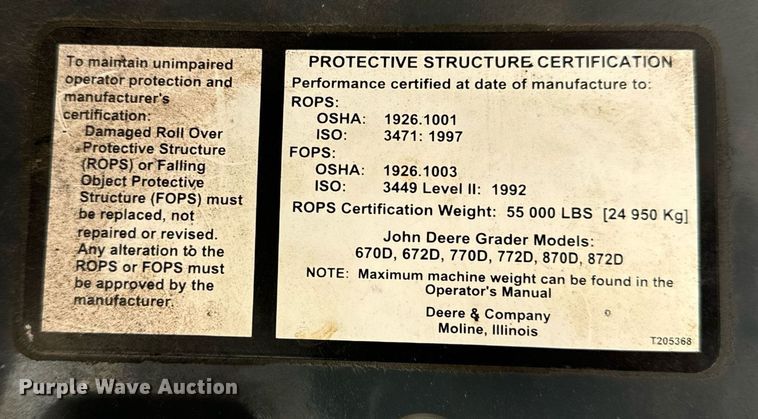 To maintain unimpaired
operator protection and
manufacturer's
certification:
Damaged Roll Over
Protective Structure
(ROPS) or Falling
Object Protective
Structure (FOPS) must
be replaced, not
repaired or revised.
Any alteration to the
ROPS or FOPS must
be approved by the
manufacturer.
PROTECTIVE STRUCTURE CERTIFICATION
Performance certified at date of manufacture to:
ROPS:
OSHA: 1926.1001
ISO: 3471: 1997
FOPS:
OSHA: 1926.1003
ISO: 3449 Level II: 1992
ROPS Certification Weight: 55 000 LBS [24 950 Kg]
John Deere Grader Models:
670D, 672D, 770D, 772D, 870D, 872D
NOTE: Maximum machine weight can be found in the
Operator's Manual
Deere & Company
Moline, Illinois
T205368
Purple Wave Auction